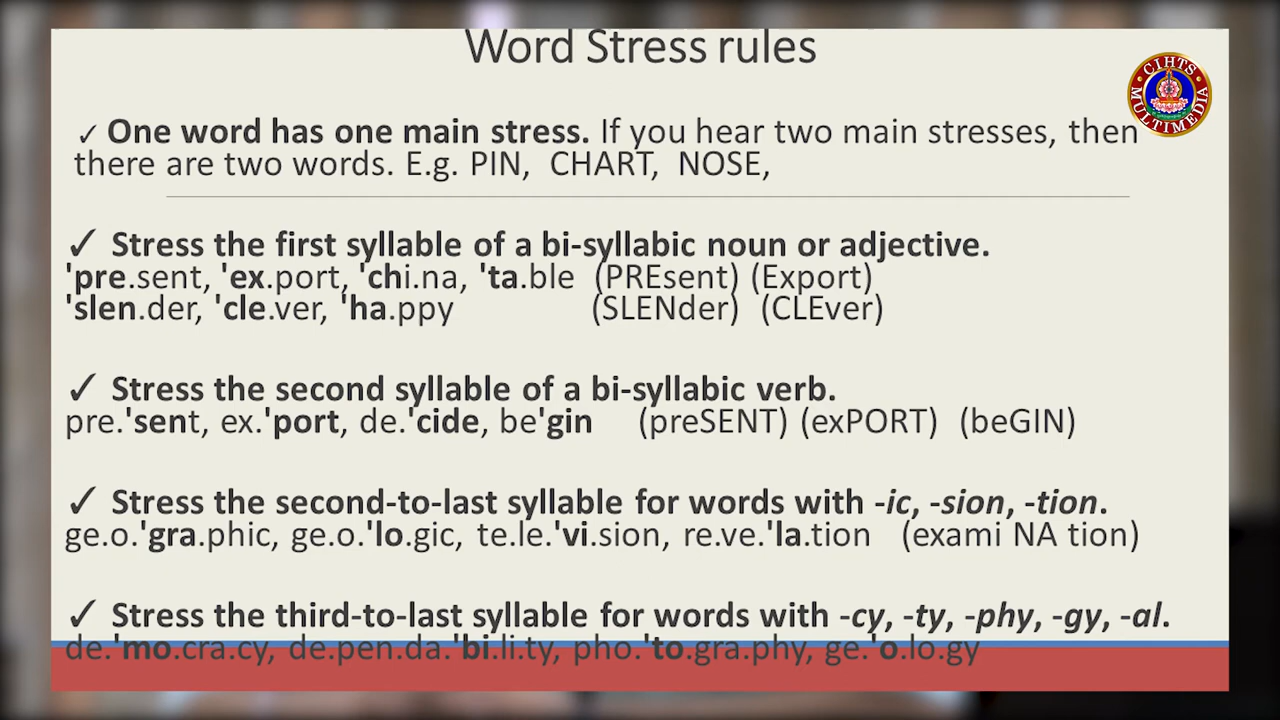 Word Stress rules
CIHTS
MULTIMEDIA
✓ One word has one main stress. If you hear two main stresses, then
there are two words. E.g. PIN, CHART, NOSE,
✓ Stress the first syllable of a bi-syllabic noun or adjective.
'pre.sent, 'ex.port, 'chi.na, 'ta.ble (PREsent) (Export)
'slen.der, 'cle.ver, 'ha.ppy (SLENder) (CLEver)
✓ Stress the second syllable of a bi-syllabic verb.
pre.'sent, ex.'port, de.'cide, be'gin (preSENT) (exPORT) (beGIN)
✓ Stress the second-to-last syllable for words with -ic, -sion, -tion.
ge.o.'gra.phic, ge.o.'lo.gic, te.le.'vi.sion, re.ve.'la.tion (exami NA tion)
✓ Stress the third-to-last syllable for words with -cy, -ty, -phy, -gy, -al.
de.'mo.cra.cy, de.pen.da.'bi.li.ty, pho.'to.gra.phy, ge.'o.lo.gy